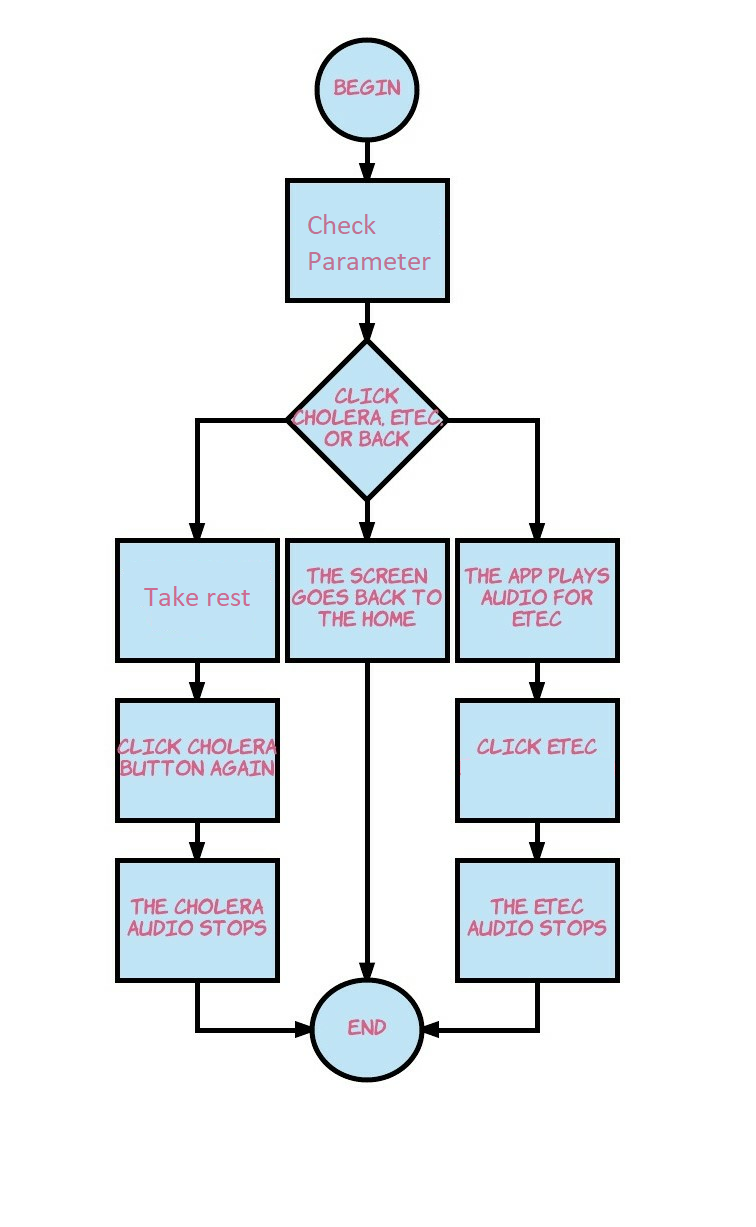 BEGIN
Check
Parameter
CLICK
CHOLERA, ETEC,
OR BACK
Take rest
THE SCREEN
GOES BACK TO
THE HOME
THE APP PLAYS
AUDIO FOR
ETEC
CLICK CHOLERA
BUTTON AGAIN
CLICK ETEC
THE CHOLERA
AUDIO STOPS
THE ETEC
AUDIO STOPS
END